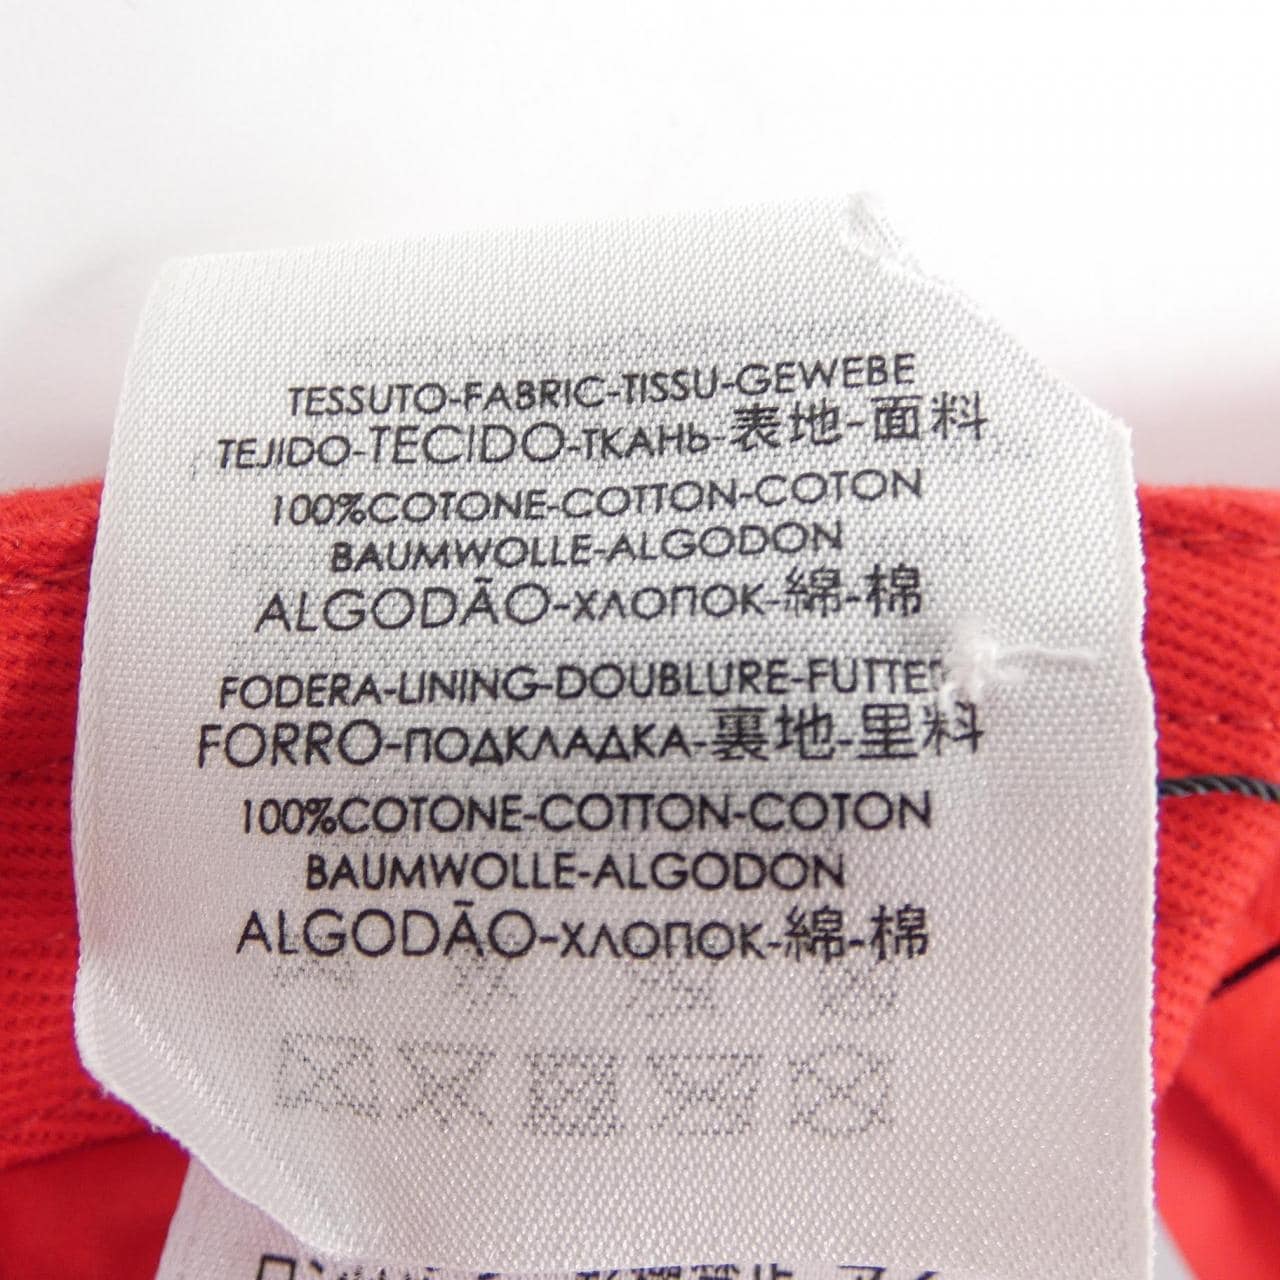 TESSUTO-FABRIC-TISSU-GEWEBE
TEJIDO-TECIDO-ТКАНЬ-表地-面料
100%COTONE-COTTON-COTON
BAUMWOLLE-ALGODON
ALGODÃO-ХЛОПОК-綿-棉
FODERA-LINING-DOUBLURE-FUTTER
FORRO-ПОДКЛАДКА-裏地-里料
100%COTONE-COTTON-COTON
BAUMWOLLE-ALGODON
ALGODÃO-ХЛОПОК-綿-棉